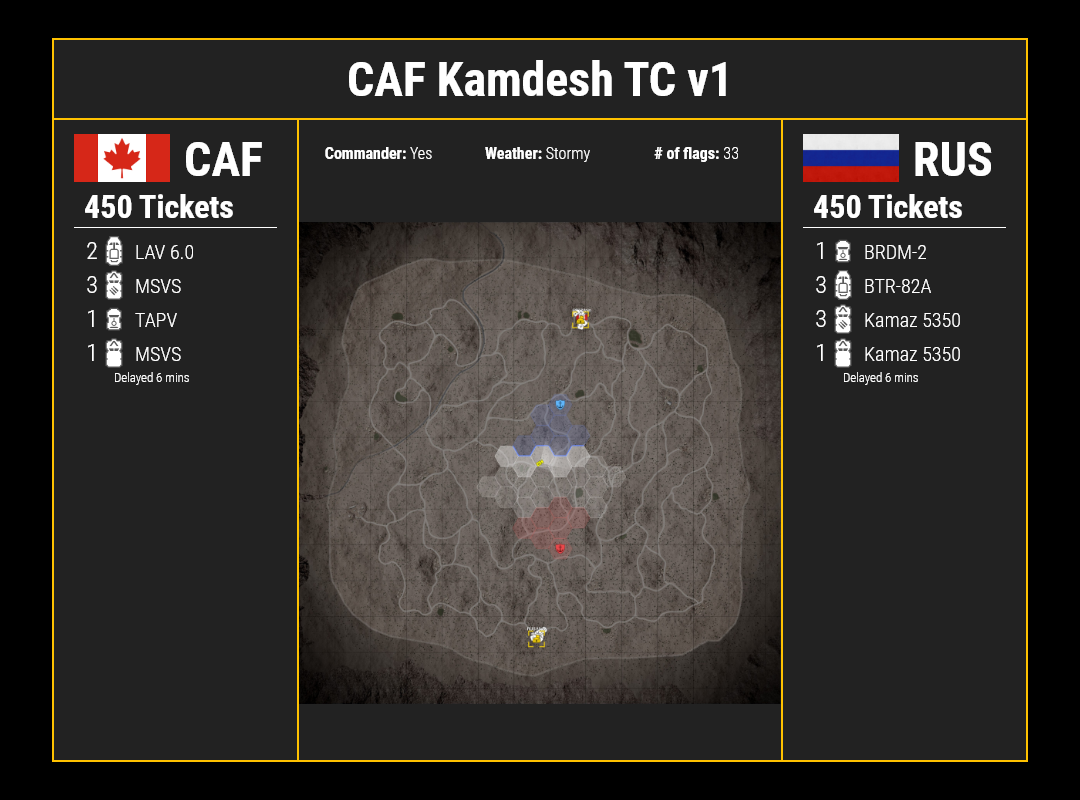 CAF Kamdesh TC v1
CAF
450 Tickets
2 LAV 6.0
3 MSVS
1 TAPV
1 MSVS
Delayed 6 mins
Commander: Yes Weather: Stormy # of flags: 33
RUS
450 Tickets
1 BRDM-2
3 BTR-82A
3 Kamaz 5350
1 Kamaz 5350
Delayed 6 mins